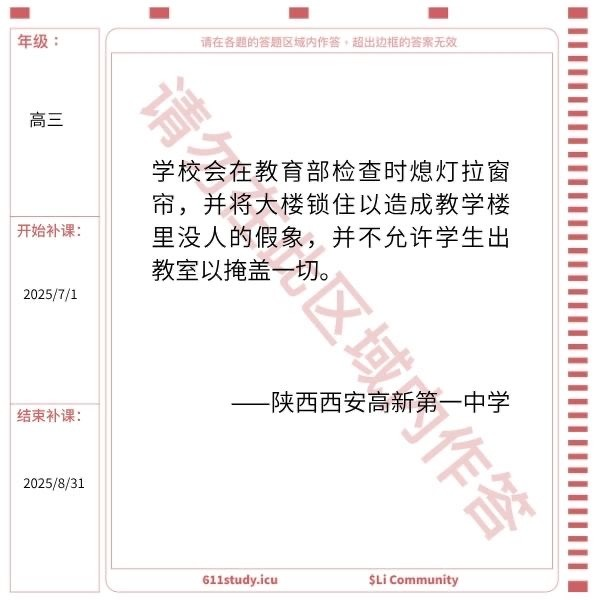 年级：
请在各题的答题区域内作答，超出边框的答案无效
高三
学校会在教育部检查时熄灯拉窗
帘，并将大楼锁住以造成教学楼
里没人的假象，并不允许学生出
教室以掩盖一切。
开始补课：
2025/7/1
——陕西西安高新第一中学
结束补课：
2025/8/31
请勿在此区域内作答
611study.icu
$Li Community